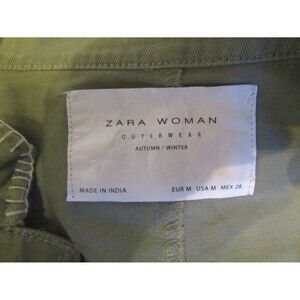 ZARA WOMAN
OUTERWEAR
AUTUMN / WINTER
MADE IN INDIA EUR M USA M MEX 28